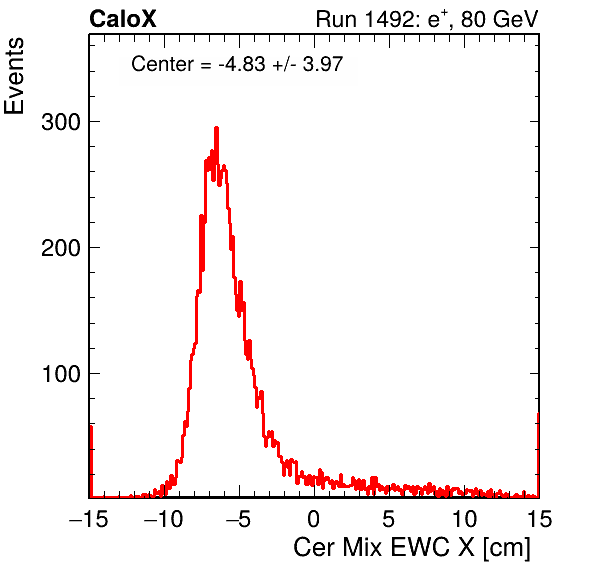 CaloX Run 1492: e⁺, 80 GeV
Center = -4.83 +/- 3.97
Events
300
200
100
−15 −10 −5 0 5 10 15
Cer Mix EWC X [cm]